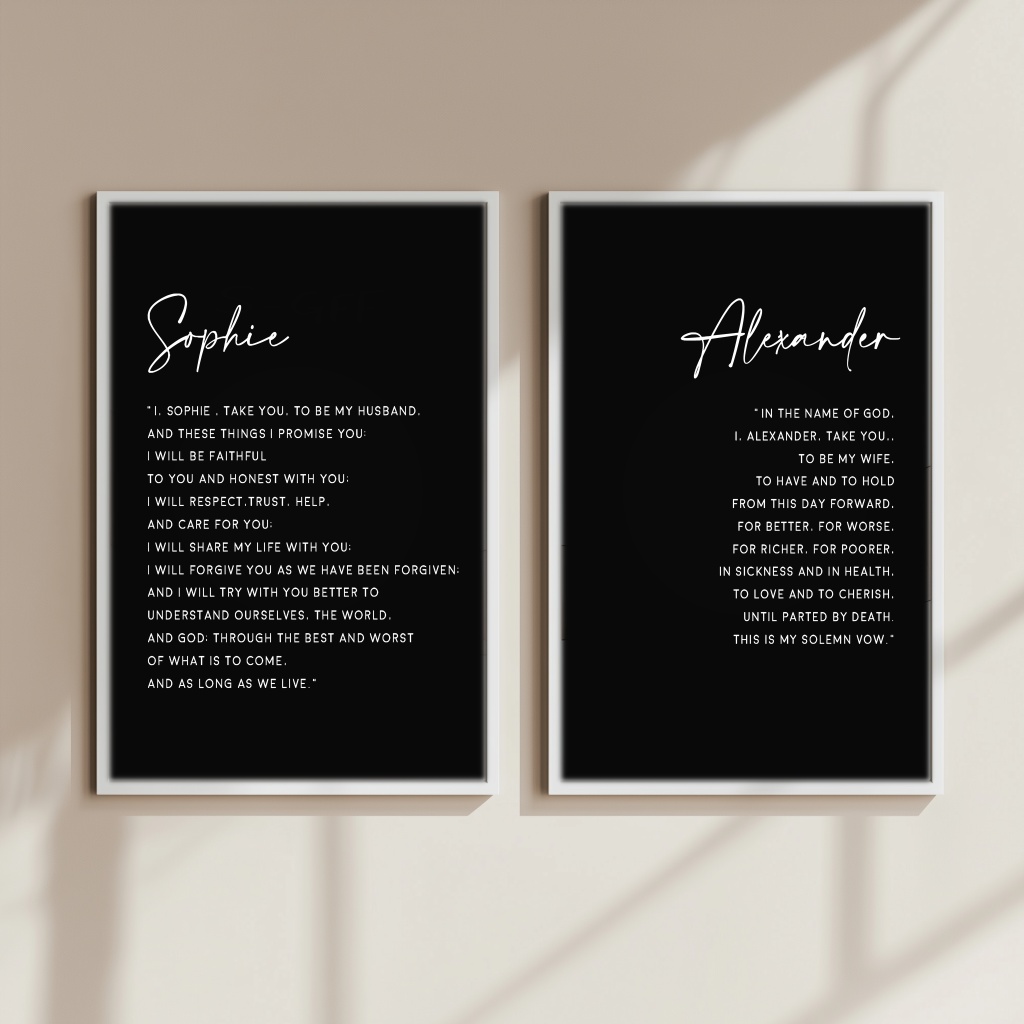 Sophie
"I. SOPHIE . TAKE YOU. TO BE MY HUSBAND.
AND THESE THINGS I PROMISE YOU:
I WILL BE FAITHFUL
TO YOU AND HONEST WITH YOU;
I WILL RESPECT.TRUST. HELP.
AND CARE FOR YOU;
I WILL SHARE MY LIFE WITH YOU;
I WILL FORGIVE YOU AS WE HAVE BEEN FORGIVEN;
AND I WILL TRY WITH YOU BETTER TO
UNDERSTAND OURSELVES. THE WORLD.
AND GOD; THROUGH THE BEST AND WORST
OF WHAT IS TO COME.
AND AS LONG AS WE LIVE."
Alexander
"IN THE NAME OF GOD,
I, ALEXANDER, TAKE YOU,,
TO BE MY WIFE,
TO HAVE AND TO HOLD
FROM THIS DAY FORWARD,
FOR BETTER, FOR WORSE,
FOR RICHER, FOR POORER,
IN SICKNESS AND IN HEALTH,
TO LOVE AND TO CHERISH,
UNTIL PARTED BY DEATH.
THIS IS MY SOLEMN VOW."